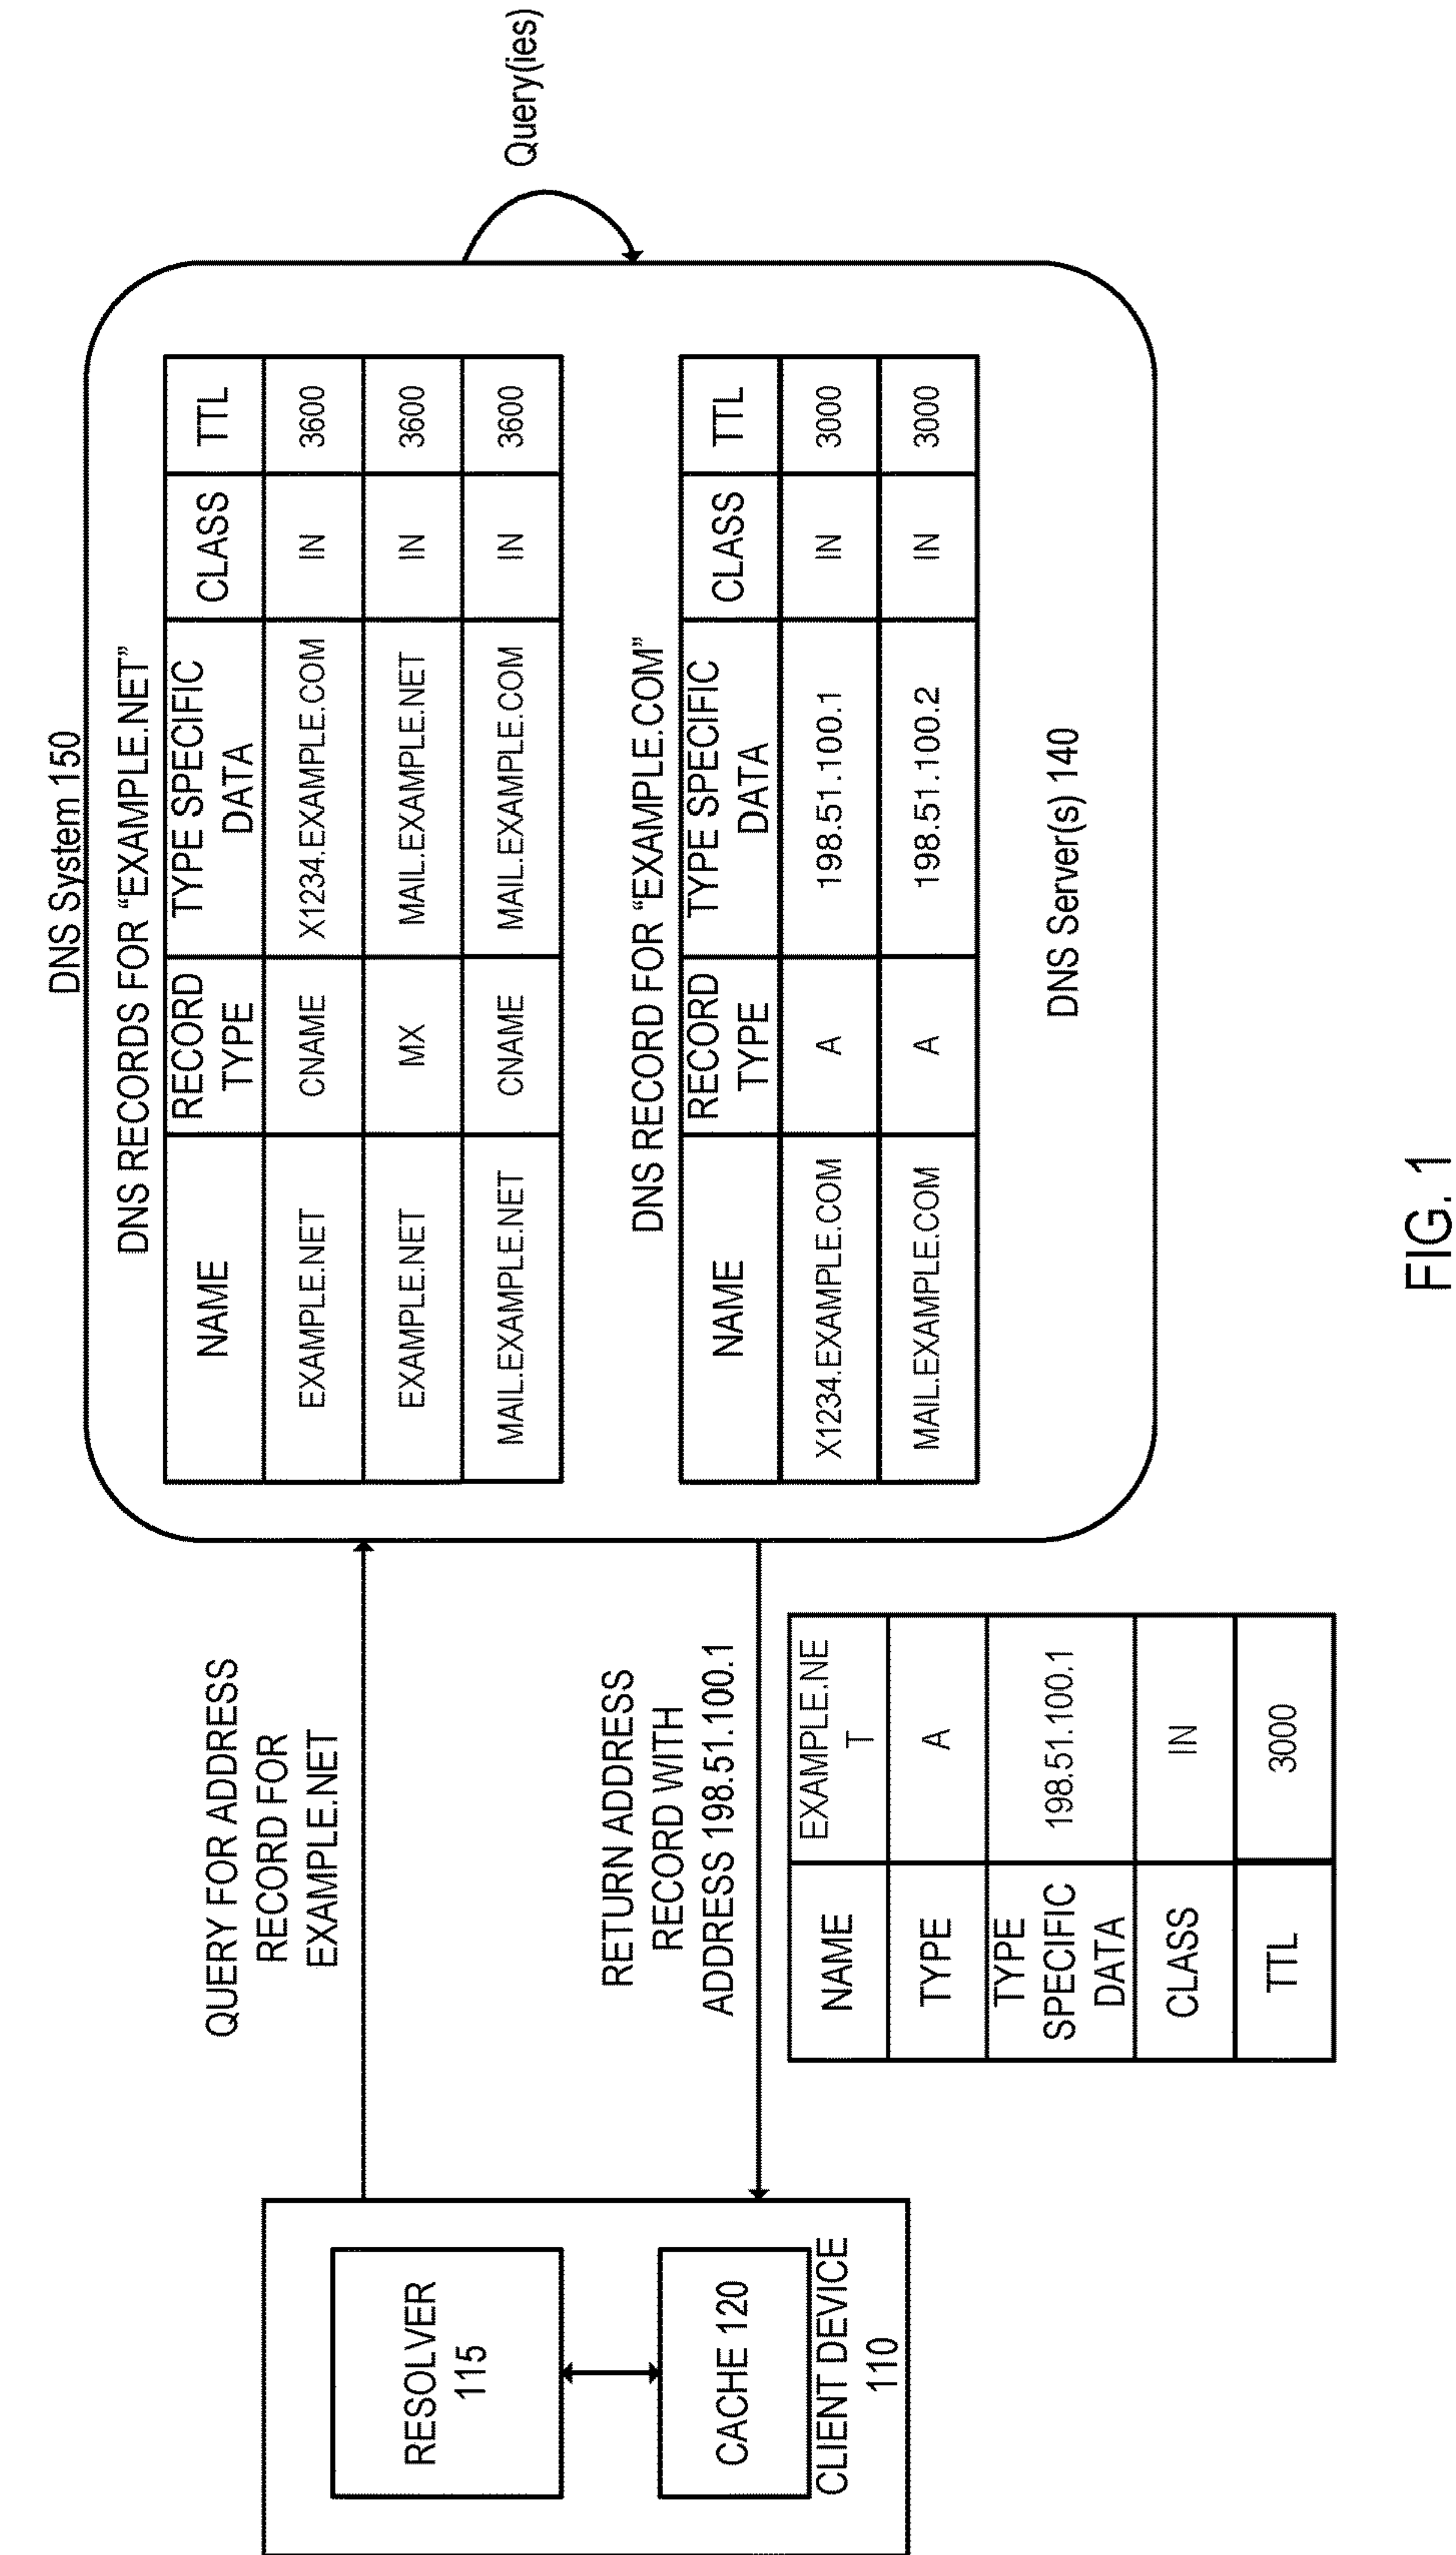 DNS System 150
DNS RECORDS FOR “EXAMPLE.NET”
NAME
RECORD
TYPE
TYPE SPECIFIC
DATA
CLASS
TTL
EXAMPLE.NET
CNAME
X1234.EXAMPLE.COM
IN
3600
EXAMPLE.NET
MX
MAIL.EXAMPLE.NET
IN
3600
MAIL.EXAMPLE.NET
CNAME
MAIL.EXAMPLE.COM
IN
3600
Query(ies)
DNS RECORD FOR “EXAMPLE.COM”
NAME
RECORD
TYPE
TYPE SPECIFIC
DATA
CLASS
TTL
X1234.EXAMPLE.COM
A
198.51.100.1
IN
3000
MAIL.EXAMPLE.COM
A
198.51.100.2
IN
3000
DNS Server(s) 140
QUERY FOR ADDRESS
RECORD FOR
EXAMPLE.NET
RETURN ADDRESS
RECORD WITH
ADDRESS 198.51.100.1
NAME
EXAMPLE.NE
T
TYPE
A
TYPE
SPECIFIC
DATA
198.51.100.1
CLASS
IN
TTL
3000
RESOLVER
115
CACHE 120
CLIENT DEVICE
110
FIG. 1